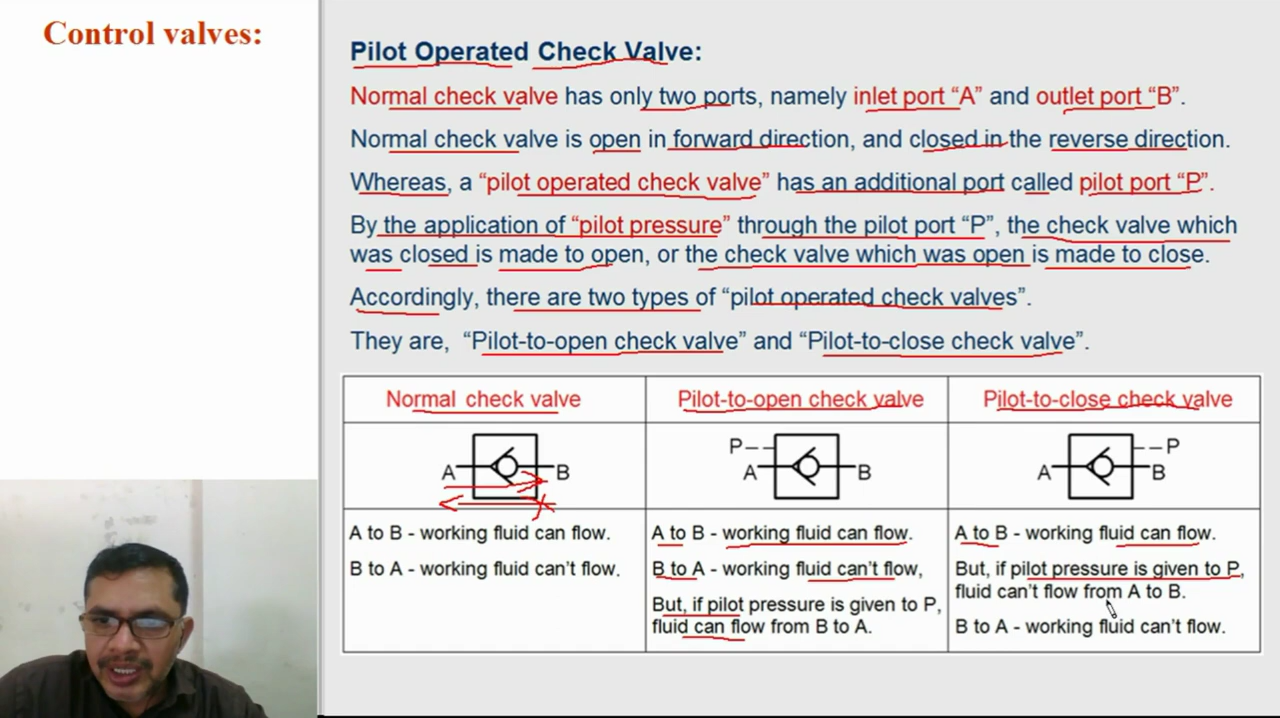 Control valves:
Pilot Operated Check Valve:
Normal check valve has only two ports, namely inlet port “A” and outlet port “B”.
Normal check valve is open in forward direction, and closed in the reverse direction.
Whereas, a “pilot operated check valve” has an additional port called pilot port “P”.
By the application of “pilot pressure” through the pilot port “P”, the check valve which
was closed is made to open, or the check valve which was open is made to close.
Accordingly, there are two types of “pilot operated check valves”.
They are, “Pilot-to-open check valve” and “Pilot-to-close check valve”.
Normal check valve
Pilot-to-open check valve
Pilot-to-close check valve
A B
P
A B
P
A B
A to B - working fluid can flow.
B to A - working fluid can’t flow.
A to B - working fluid can flow.
B to A - working fluid can’t flow,
But, if pilot pressure is given to P,
fluid can flow from B to A.
A to B - working fluid can flow.
But, if pilot pressure is given to P,
fluid can’t flow from A to B.
B to A - working fluid can’t flow.